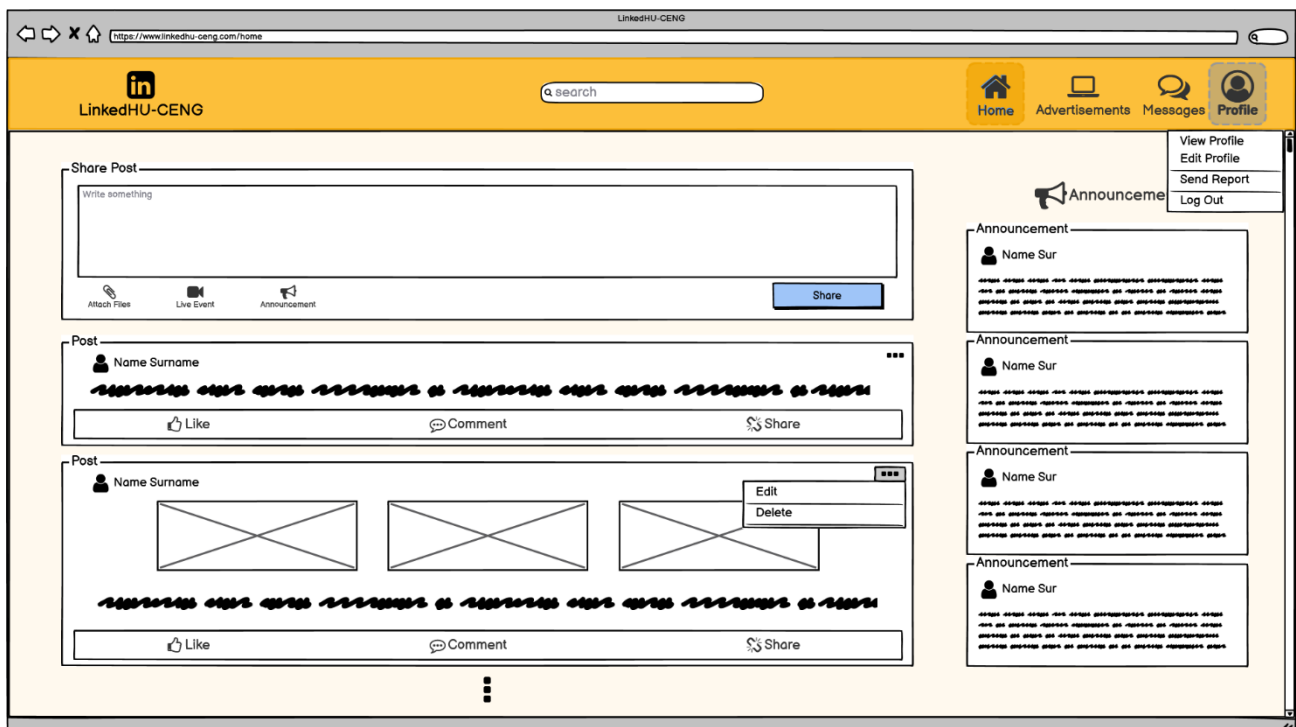 LinkedHU-CENG
https://www.linkedhu-ceng.com/home
in
LinkedHU-CENG
search
Home
Advertisements
Messages
Profile
View Profile
Edit Profile
Send Report
Log Out
Share Post
Write something
Attach Files
Live Event
Announcement
Share
Post
Name Surname
Like
Comment
Share
Post
Name Surname
Edit
Delete
Like
Comment
Share
Announceme
Announcement
Name Sur
Announcement
Name Sur
Announcement
Name Sur
Announcement
Name Sur